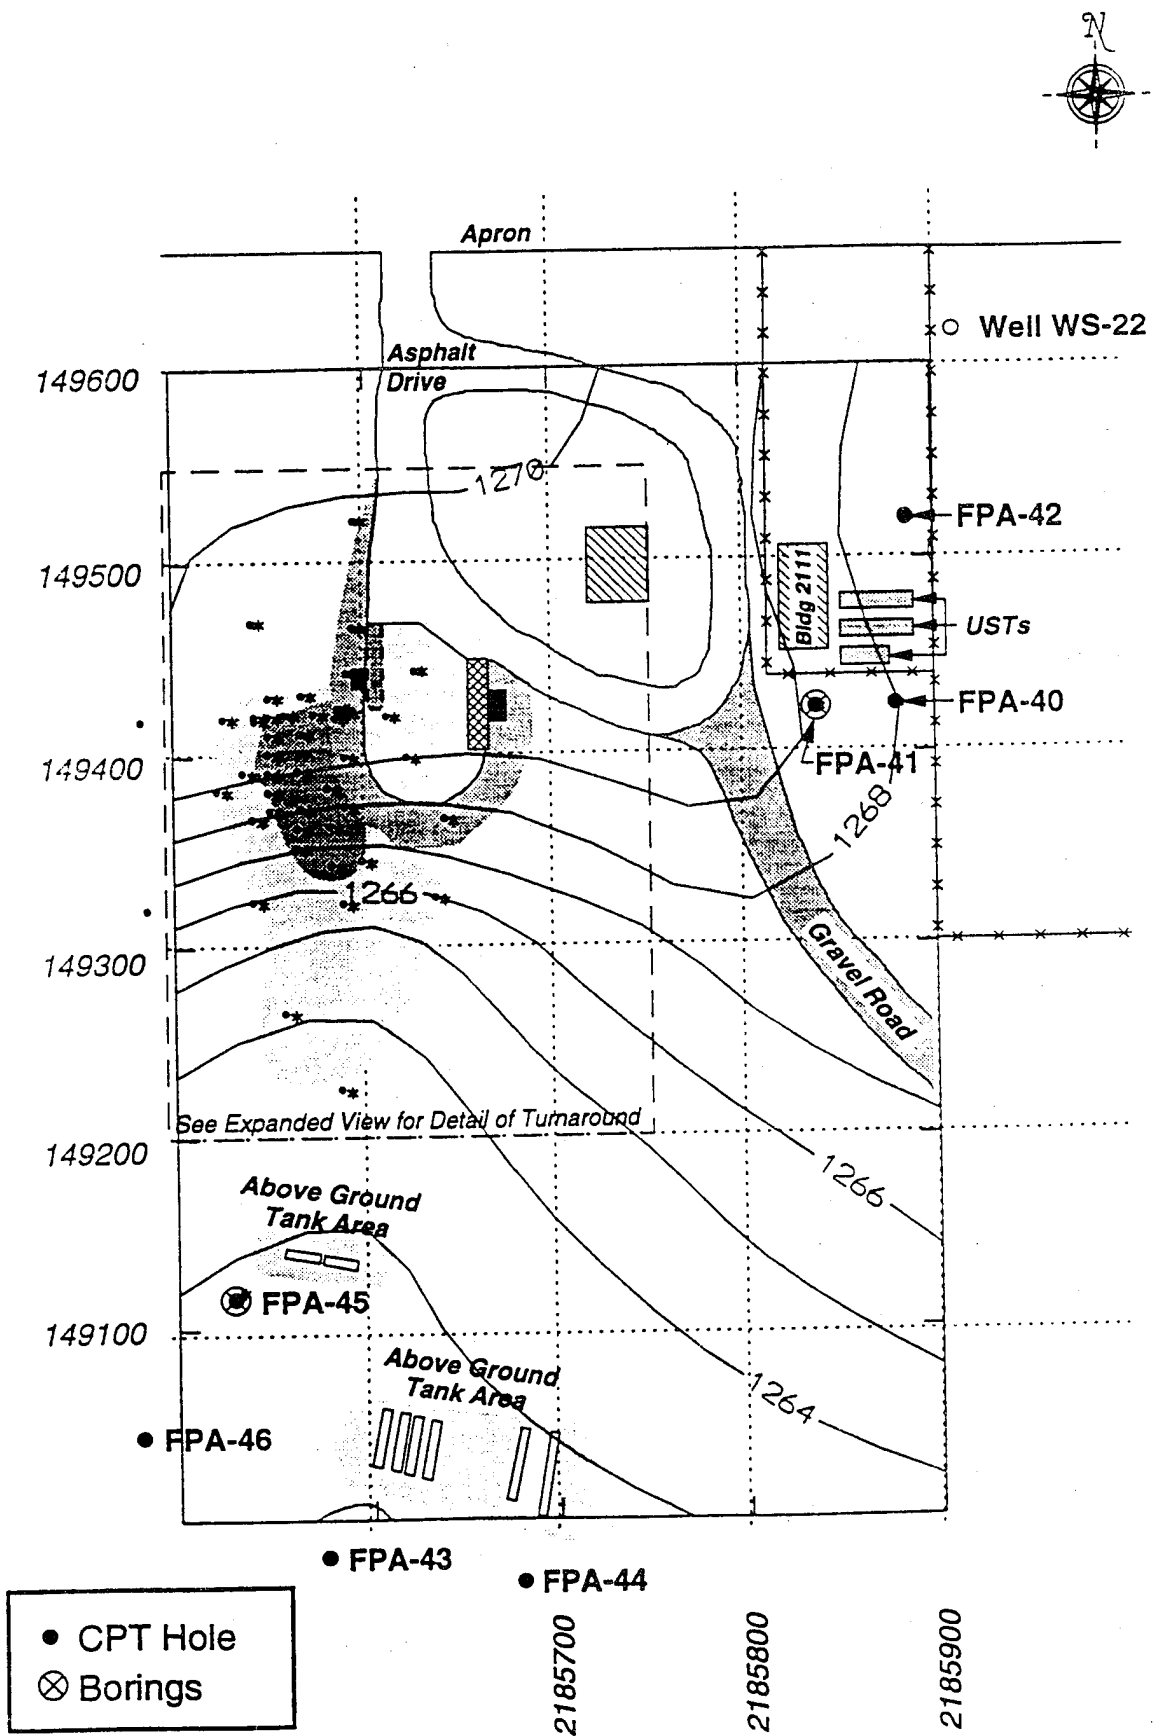 N
Apron
Well WS-22
Asphalt
Drive
149600
1270
FPA-42
149500
Bldg 2111
USTs
FPA-40
149400
FPA-41
1268
1266
149300
Gravel Road
See Expanded View for Detail of Turnaround
149200
1266
Above Ground
Tank Area
FPA-45
149100
Above Ground
Tank Area
1264
FPA-46
FPA-43
FPA-44
CPT Hole
Borings
2185700
2185800
2185900